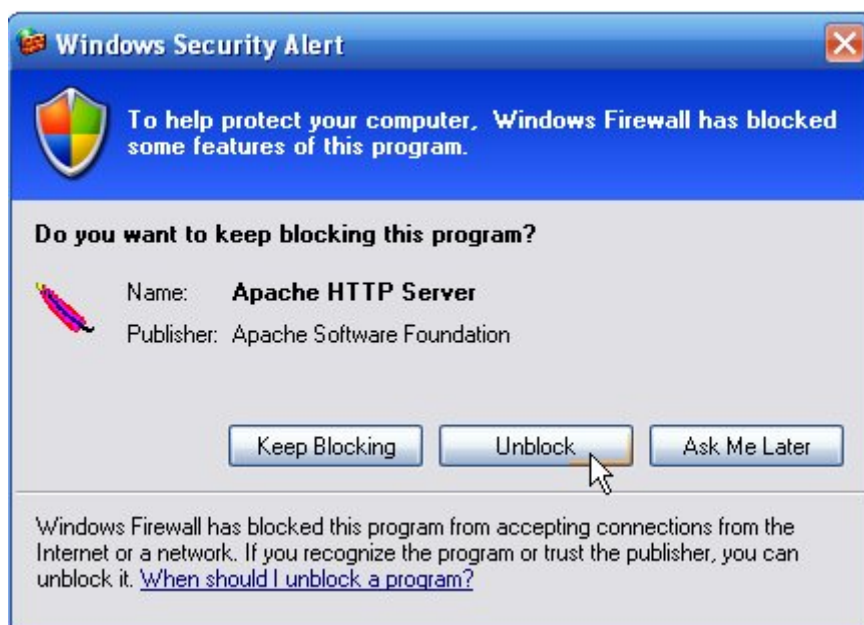 Windows Security Alert
To help protect your computer, Windows Firewall has blocked
some features of this program.
Do you want to keep blocking this program?
Name: Apache HTTP Server
Publisher: Apache Software Foundation
Keep Blocking Unblock Ask Me Later
Windows Firewall has blocked this program from accepting connections from the
Internet or a network. If you recognize the program or trust the publisher, you can
unblock it. When should I unblock a program?